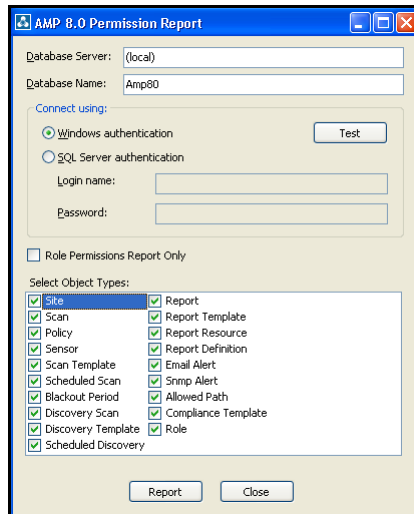 AMP 8.0 Permission Report
Database Server: (local)
Database Name: Amp80
Connect using:
Windows authentication
Test
SQL Server authentication
Login name:
Password:
Role Permissions Report Only
Select Object Types:
Site Report
Scan Report Template
Policy Report Resource
Sensor Report Definition
Scan Template Email Alert
Scheduled Scan Snmp Alert
Blackout Period Allowed Path
Discovery Scan Compliance Template
Discovery Template Role
Scheduled Discovery
Report Close